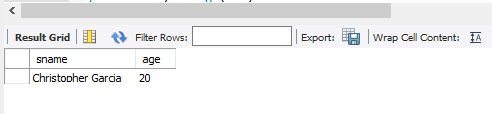 Result Grid Filter Rows: Export: Wrap Cell Content:
sname age
Christopher Garcia 20